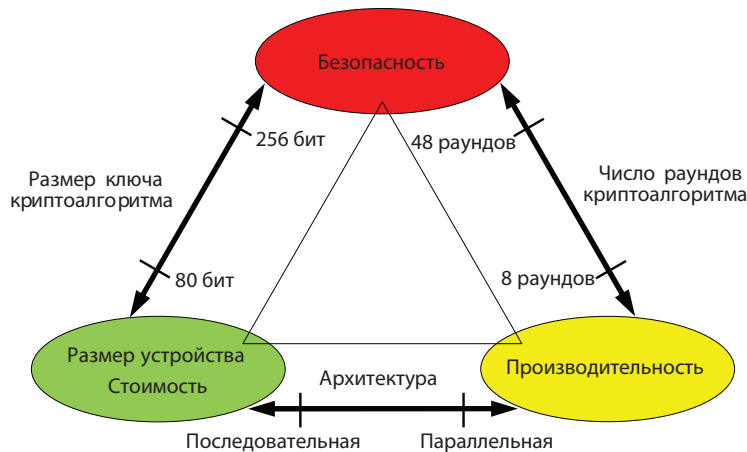 Безопасность
256 бит
48 раундов
Размер ключа
криптоалгоритма
Число раундов
криптоалгоритма
80 бит
8 раундов
Размер устройства
Стоимость
Архитектура
Производительность
Последовательная
Параллельная